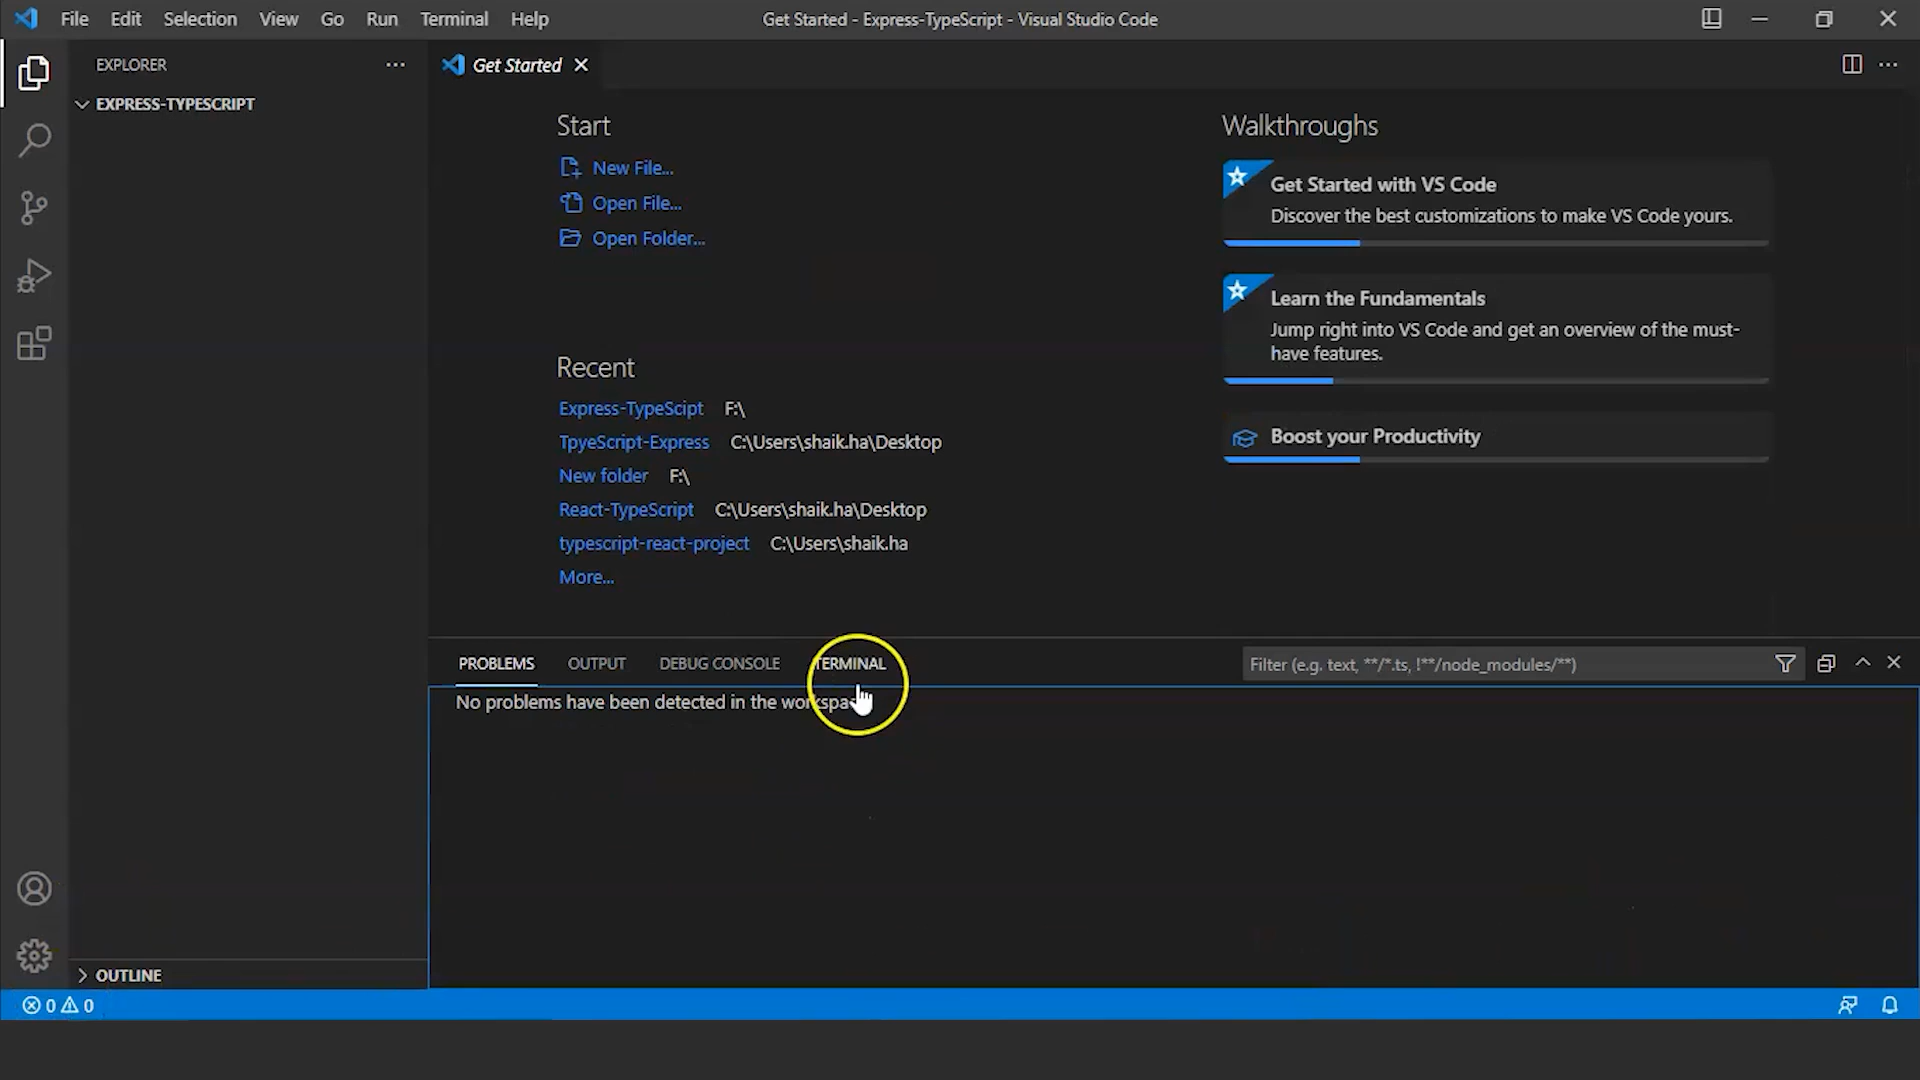 File Edit Selection View Go Run Terminal Help
Get Started - Express-TypeScript - Visual Studio Code
EXPLORER
EXPRESS-TYPESCRIPT
OUTLINE
Get Started
Start
New File...
Open File...
Open Folder...
Recent
Express-TypeScipt F:\
TpyeScript-Express C:\Users\shaik.ha\Desktop
New folder F:\
React-TypeScript C:\Users\shaik.ha\Desktop
typescript-react-project C:\Users\shaik.ha
More...
Walkthroughs
Get Started with VS Code
Discover the best customizations to make VS Code yours.
Learn the Fundamentals
Jump right into VS Code and get an overview of the must-
have features.
Boost your Productivity
PROBLEMS OUTPUT DEBUG CONSOLE TERMINAL
Filter (e.g. text, **/*.ts, !**/node_modules/**)
No problems have been detected in the
0 0